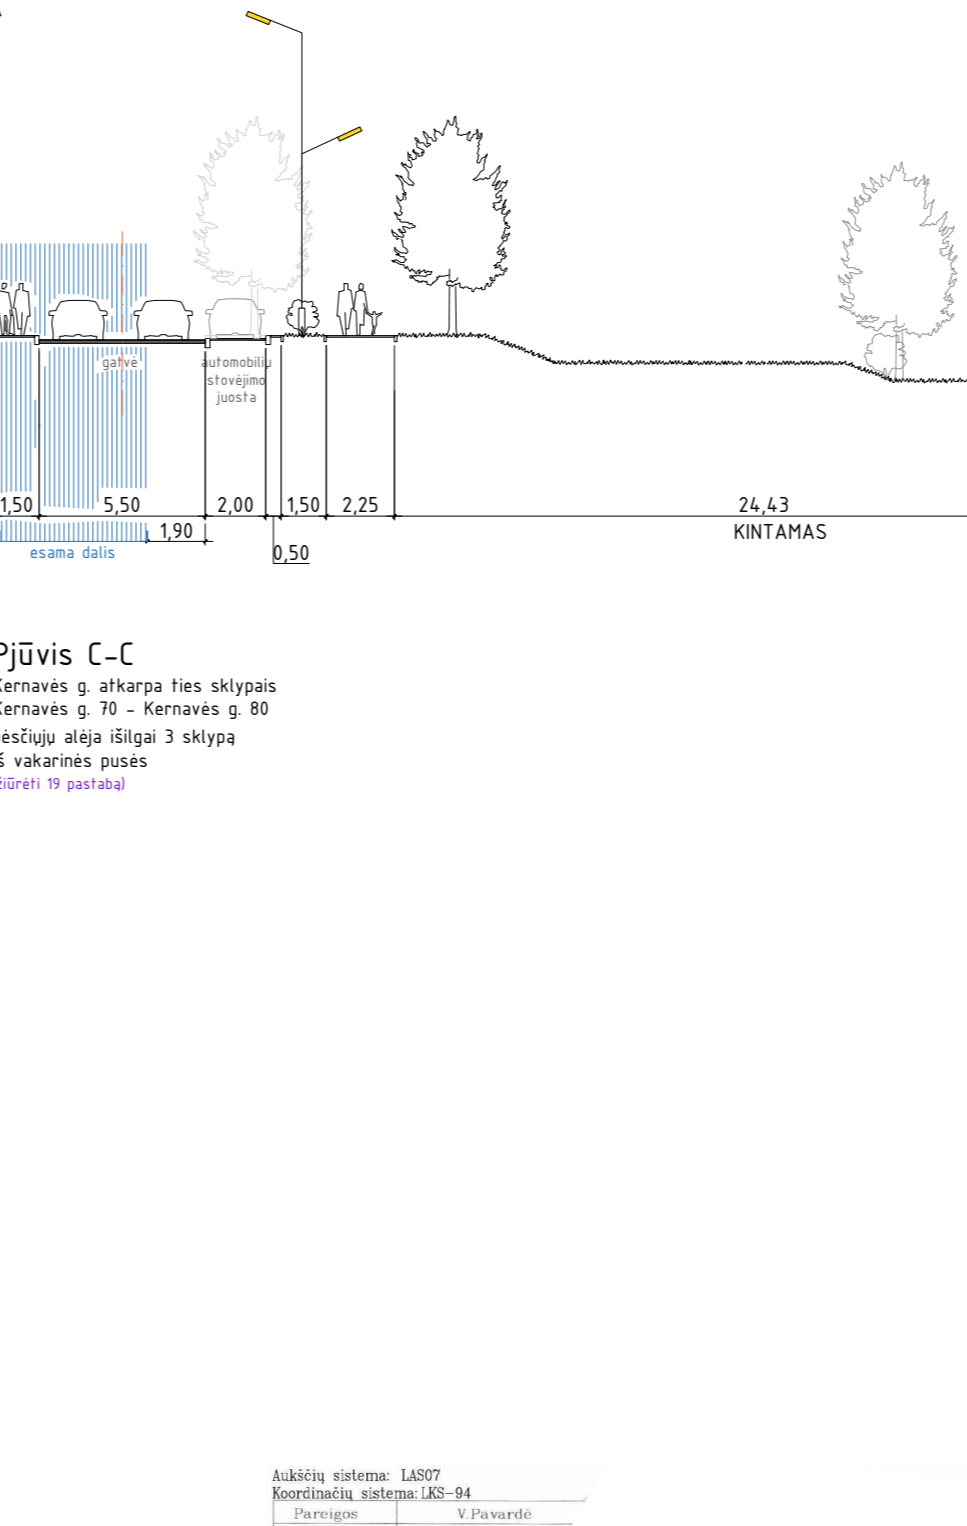 gatvė
automobilių
stovėjimo
juosta
1,50 5,50 2,00 1,50 2,25 24,43
1,90 KINTAMAS
esama dalis 0,50
Pjūvis C-C
Kernavės g. atkarpa ties sklypais
Kernavės g. 70 - Kernavės g. 80
ėsčiųjų alėja išilgai 3 sklypą
š vakarinės pusės
žiūrėti 19 pastabą)
Aukščių sistema: LAS07
Koordinačių sistema: LKS-94
Pareigos V.Pavardė